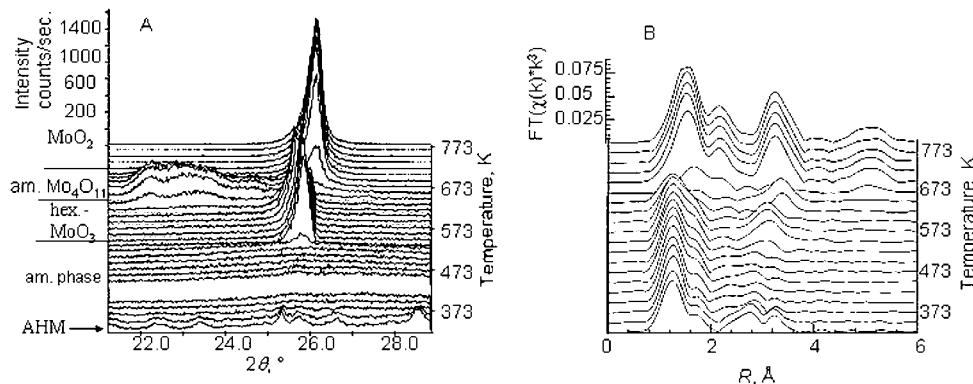 A
Intensity
counts/sec.
1400
1000
600
200
MoO₂
am. Mo₄O₁₁
hex.-
MoO₃
am. phase
AHM
22.0 24.0 26.0 28.0
2θ, °
773
673
573
473
373
Temperature, K
B
FT(χ(k)*K³)
0.075
0.05
0.025
0 2 4 6
R, Å
773
673
573
473
373
Temperature, K